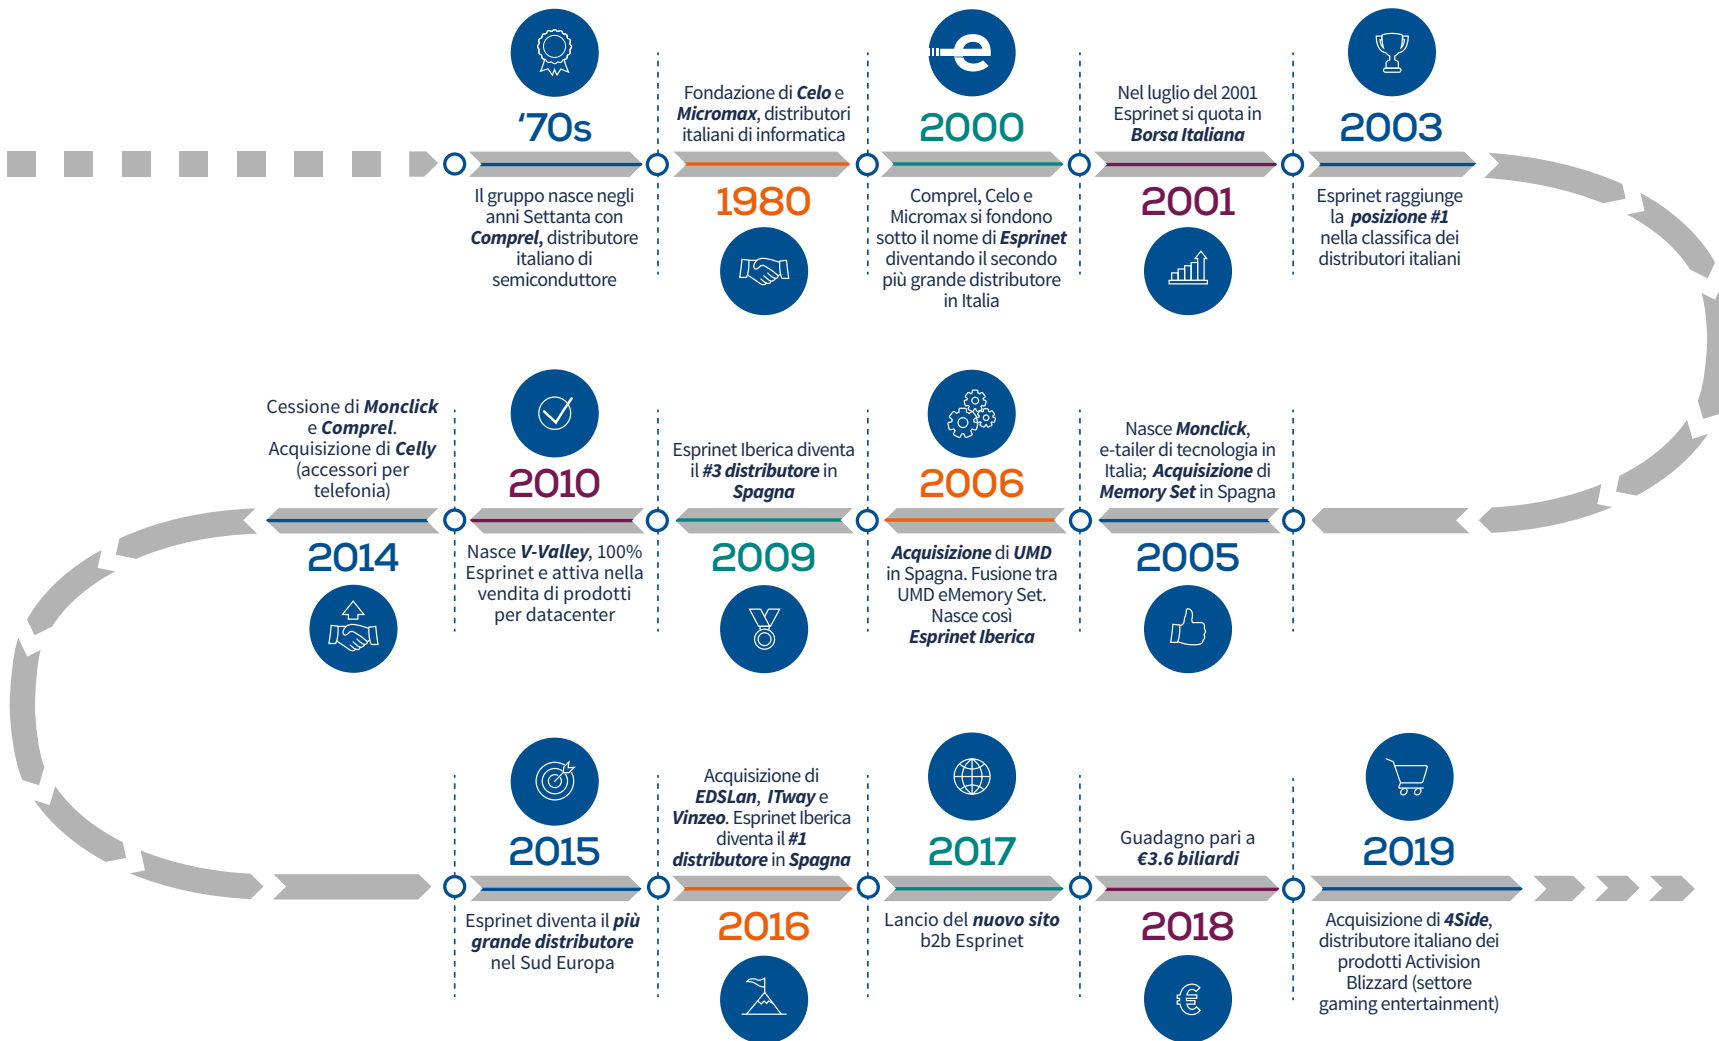 '70s
Il gruppo nasce negli
anni Settanta con
Comprel, distributore
italiano di
semiconduttore
Fondazione di Celo e
Micromax, distributori
italiani di informatica
1980
e
2000
Comprel, Celo e
Micromax si fondono
sotto il nome di Esprinet
diventando il secondo
più grande distributore
in Italia
Nel luglio del 2001
Esprinet si quota in
Borsa Italiana
2001
2003
Esprinet raggiunge
la posizione #1
nella classifica dei
distributori italiani
Nasce Monclick,
e-tailer di tecnologia in
Italia; Acquisizione di
Memory Set in Spagna
2005
2006
Acquisizione di UMD
in Spagna. Fusione tra
UMD eMemory Set.
Nasce così
Esprinet Iberica
Esprinet Iberica diventa
il #3 distributore in
Spagna
2009
2010
Nasce V-Valley, 100%
Esprinet e attiva nella
vendita di prodotti
per datacenter
Cessione di Monclick
e Comprel.
Acquisizione di Celly
(accessori per
telefonia)
2014
2015
Esprinet diventa il più
grande distributore
nel Sud Europa
Acquisizione di
EDSLan, ITway e
Vinzeo. Esprinet Iberica
diventa il #1
distributore in Spagna
2016
2017
Lancio del nuovo sito
b2b Esprinet
Guadagno pari a
€3.6 biliardi
2018
€
2019
Acquisizione di 4Side,
distributore italiano dei
prodotti Activision
Blizzard (settore
gaming entertainment)